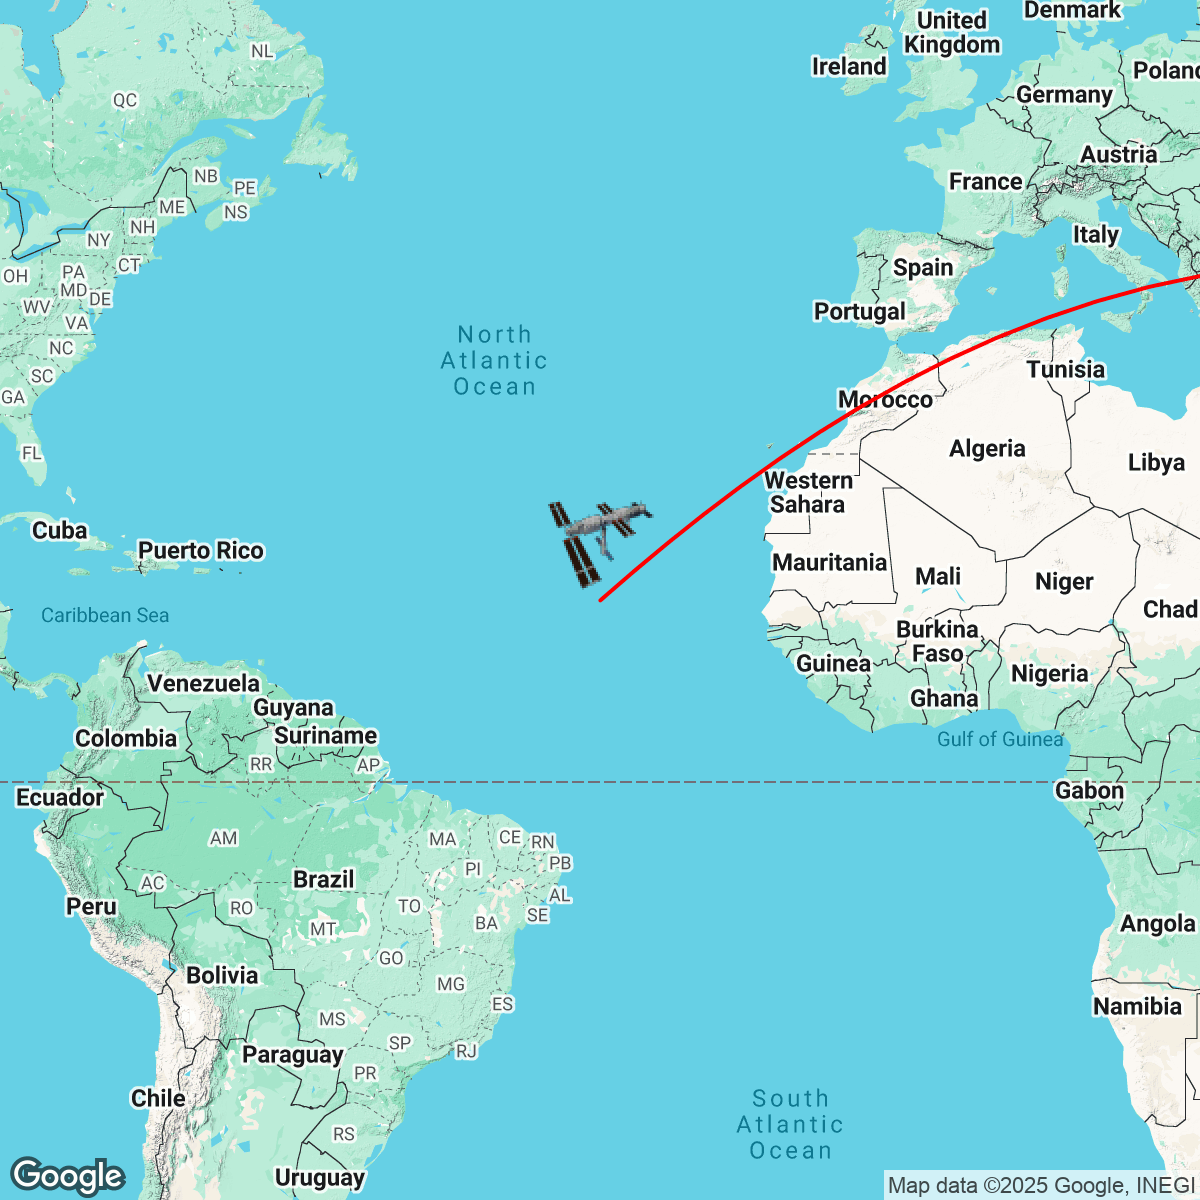 Denmark
United
Kingdom
Ireland
NL
Poland
Germany
QC
Austria
France
NB
PE
ME
NS
NH
NY
Italy
CT
Spain
OH
PA
MD
DE
WV
Portugal
VA
North
Atlantic
Ocean
NC
Tunisia
SC
GA
Morocco
FL
Algeria
Libya
Western
Sahara
Cuba
Puerto Rico
Mauritania
Mali
Niger
Chad
Caribbean Sea
Burkina
Faso
Guinea
Nigeria
Venezuela
Ghana
Guyana
Colombia
Suriname
Gulf of Guinea
RR
AP
Ecuador
Gabon
AM
MA
CE
RN
PB
PI
Brazil
AC
AL
Peru
RO
TO
SE
BA
MT
Angola
GO
Bolivia
MG
ES
Namibia
MS
SP
RJ
Paraguay
PR
Chile
South
Atlantic
Ocean
RS
Uruguay
Google
Map data ©2025 Google, INEGI